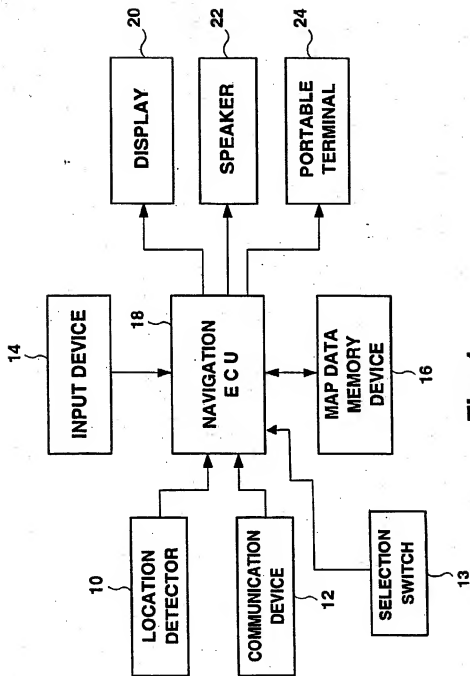 LOCATION
DETECTOR
10
COMMUNICATION
DEVICE
12
SELECTION
SWITCH
13
INPUT DEVICE
14
NAVIGATION
E C U
18
MAP DATA
MEMORY
DEVICE
16
DISPLAY
20
SPEAKER
22
PORTABLE
TERMINAL
24